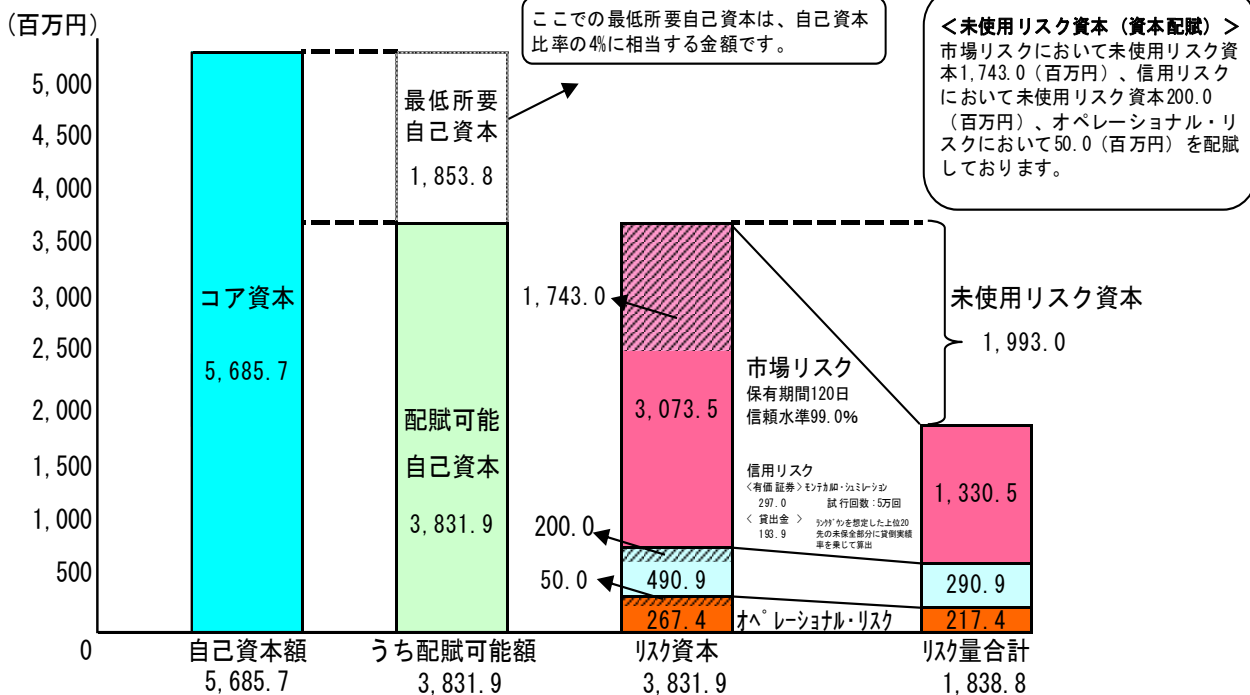 (百万円)
5,000
4,500
4,000
3,500
3,000
2,500
2,000
1,500
1,000
500
0
ここでの最低所要自己資本は、自己資本
比率の4%に相当する金額です。
＜未使用リスク資本（資本配賦）＞
市場リスクにおいて未使用リスク資
本1,743.0（百万円）、信用リスク
において未使用リスク資本200.0
（百万円）、オペレーショナル・リ
スクにおいて50.0（百万円）を配賦
しております。
コア資本
5,685.7
最低所要
自己資本
1,853.8
配賦可能
自己資本
3,831.9
1,743.0
3,073.5
200.0
490.9
50.0
267.4
市場リスク
保有期間120日
信頼水準99.0%
信用リスク
＜有価証券＞モンテカルロ・シュミレーション
297.0 試行回数：5万回
＜ 貸出金 ＞
193.9
ﾗﾝｸﾀﾞｳﾝを想定した上位20
先の未保全部分に貸倒実績
率を乗じて算出
オペレーショナル・リスク
未使用リスク資本
1,993.0
1,330.5
290.9
217.4
自己資本額
5,685.7
うち配賦可能額
3,831.9
リスク資本
3,831.9
リスク量合計
1,838.8